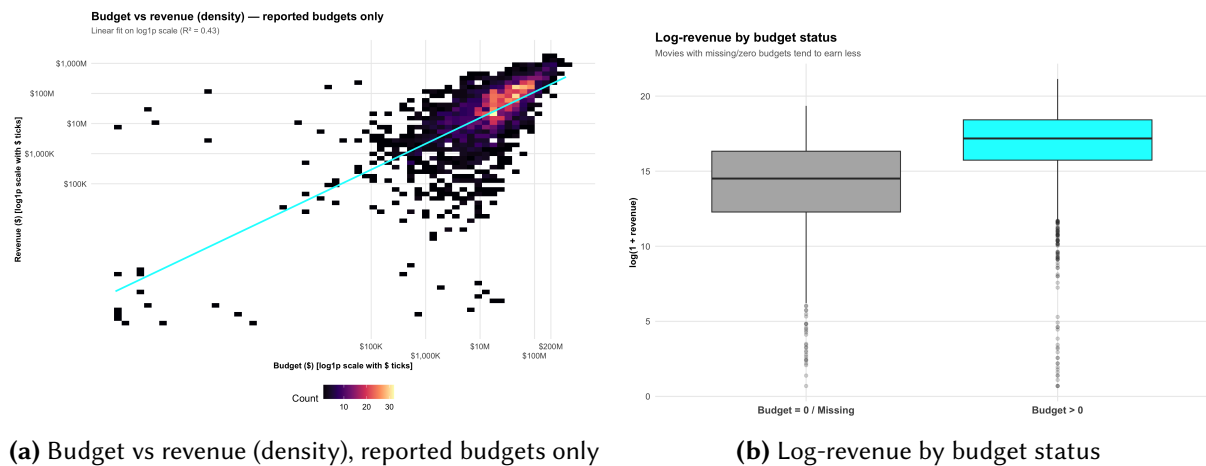 Budget vs revenue (density) — reported budgets only
Linear fit on log1p scale (R² = 0.43)
Revenue ($) [log1p scale with $ ticks]
$1,000M
$100M
$10M
$1,000K
$100K
$100K
$1,000K
$10M
$100M
$200M
Budget ($) [log1p scale with $ ticks]
Count
10 20 30
(a) Budget vs revenue (density), reported budgets only
Log-revenue by budget status
Movies with missing/zero budgets tend to earn less
log(1 + revenue)
20
15
10
5
0
Budget = 0 / Missing
Budget > 0
(b) Log-revenue by budget status